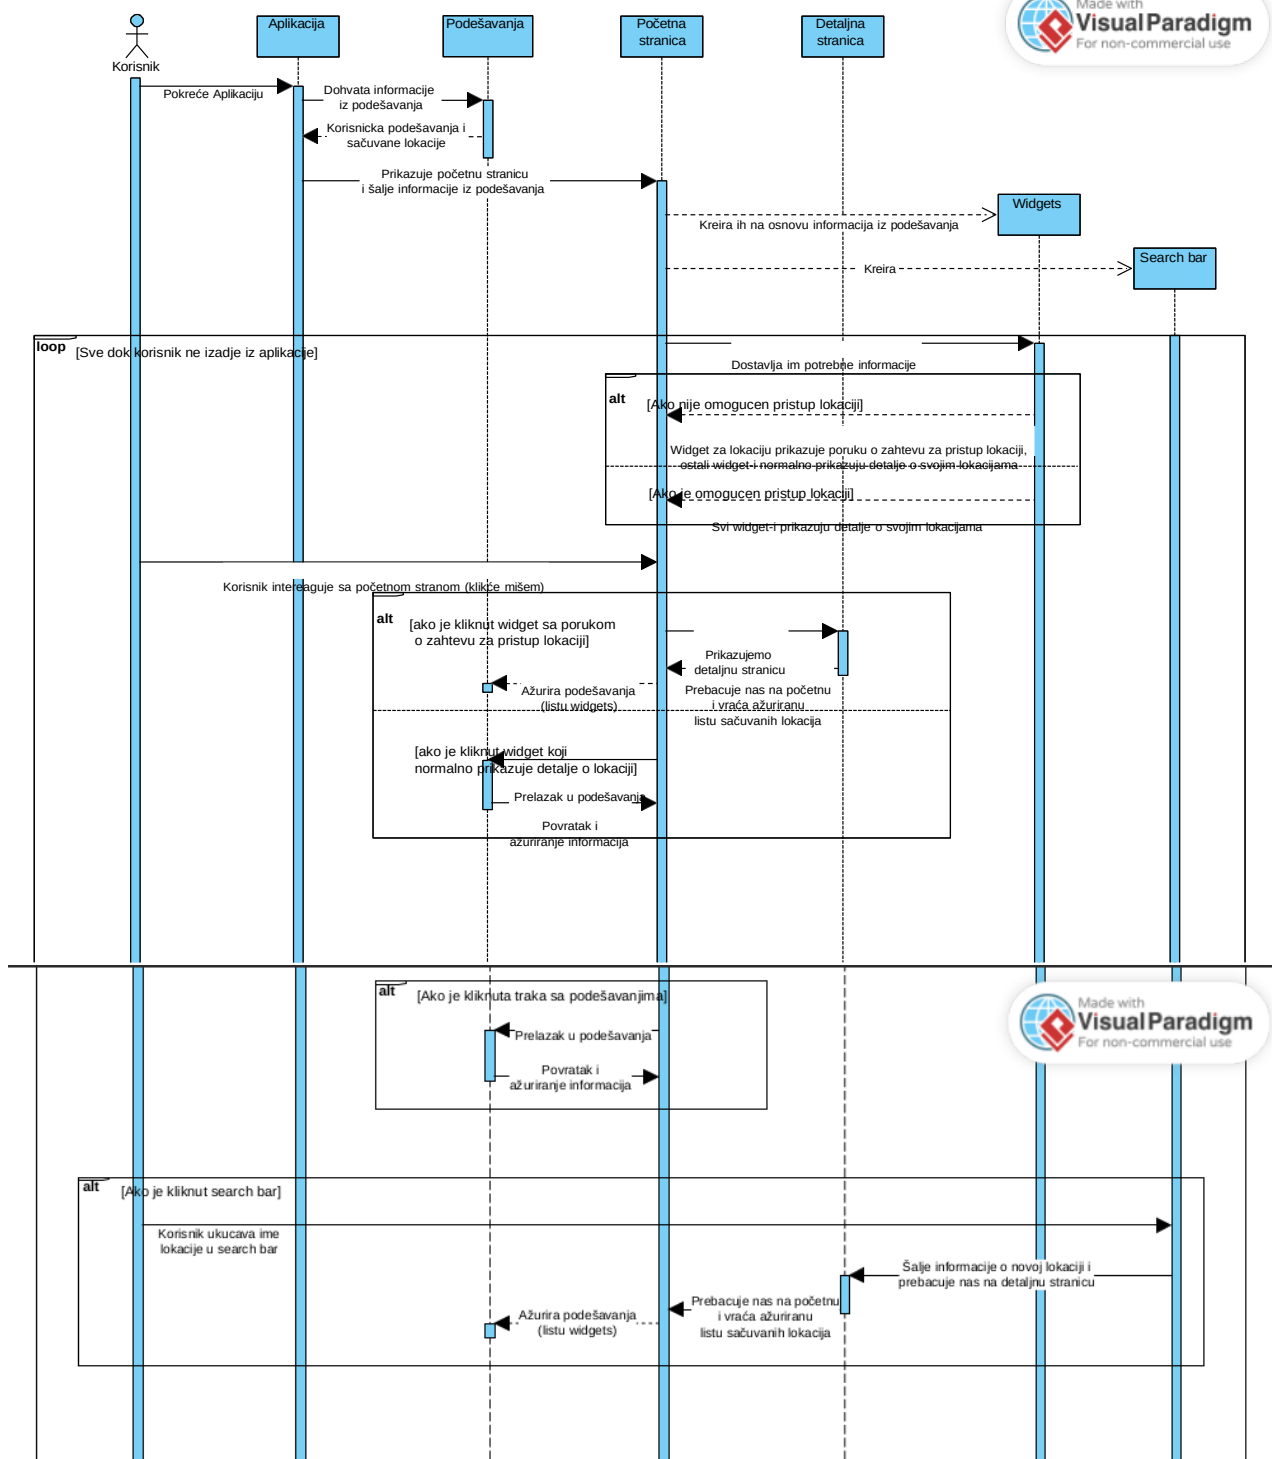 Made with
Visual Paradigm
For non-commercial use
Aplikacija
Podešavanja
Početna
stranica
Detaljna
stranica
Korisnik
Pokreće Aplikaciju
Dohvata informacije
iz podešavanja
Korisnicka podešavanja i
sačuvane lokacije
Prikazuje početnu stranicu
i šalje informacije iz podešavanja
Widgets
Kreira ih na osnovu informacija iz podešavanja
Search bar
Kreira
loop
[Sve dok korisnik ne izadje iz aplikacije]
Dostavlja im potrebne informacije
alt
[Ako nije omogucen pristup lokaciji]
Widget za lokaciju prikazuje poruku o zahtevu za pristup lokaciji,
ostali widget-i normalno prikazuju detalje o svojim lokacijama
[Ako je omogucen pristup lokaciji]
Svi widget-i prikazuju detalje o svojim lokacijama
Korisnik intereaguje sa početnom stranom (klikće mišem)
alt
[ako je kliknut widget sa porukom
o zahtevu za pristup lokaciji]
Prikazujemo
detaljnu stranicu
Prebacuje nas na početnu
i vraća ažuriranu
listu sačuvanih lokacija
Ažurira podešavanja
(listu widgets)
[ako je kliknut widget koji
normalno prikazuje detalje o lokaciji]
Prelazak u podešavanja
Povratak i
ažuriranje informacija
alt
[Ako je kliknuta traka sa podešavanjima]
Made with
Visual Paradigm
For non-commercial use
Prelazak u podešavanja
Povratak i
ažuriranje informacija
alt
[Ako je kliknut search bar]
Korisnik ukucava ime
lokacije u search bar
Šalje informacije o novoj lokaciji i
prebacuje nas na detaljnu stranicu
Prebacuje nas na početnu
i vraća ažuriranu
listu sačuvanih lokacija
Ažurira podešavanja
(listu widgets)